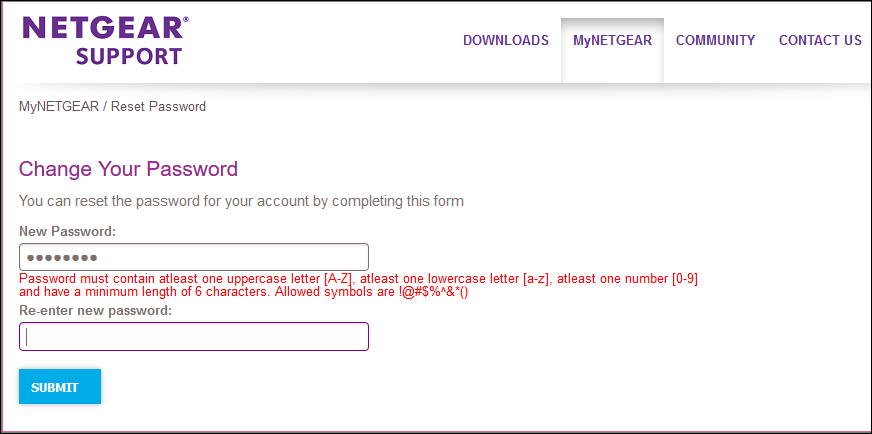 NETGEAR®
SUPPORT
DOWNLOADS MyNETGEAR COMMUNITY CONTACT US
MyNETGEAR / Reset Password
Change Your Password
You can reset the password for your account by completing this form
New Password:
●●●●●●●●
Password must contain atleast one uppercase letter [A-Z], atleast one lowercase letter [a-z], atleast one number [0-9]
and have a minimum length of 6 characters. Allowed symbols are !@#$%^&*()
Re-enter new password:
SUBMIT